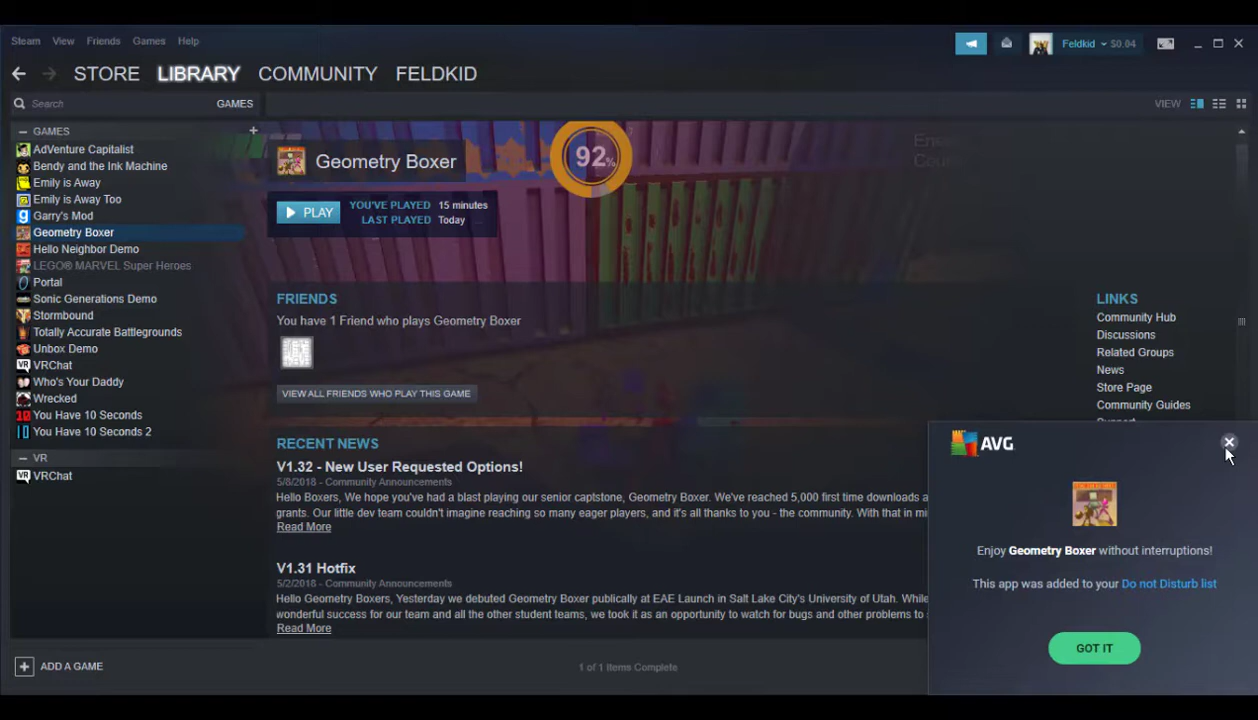 Steam View Friends Games Help
Feldkid $0.04
STORE LIBRARY COMMUNITY FELDKID
Search GAMES
VIEW
GAMES
AdVenture Capitalist
Bendy and the Ink Machine
Emily is Away
Emily is Away Too
Garry's Mod
Geometry Boxer
Hello Neighbor Demo
LEGO® MARVEL Super Heroes
Portal
Sonic Generations Demo
Stormbound
Totally Accurate Battlegrounds
Unbox Demo
VRChat
Who's Your Daddy
Wrecked
You Have 10 Seconds
You Have 10 Seconds 2
VR
VRChat
Geometry Boxer
92%
PLAY
YOU'VE PLAYED 15 minutes
LAST PLAYED Today
FRIENDS
You have 1 Friend who plays Geometry Boxer
VIEW ALL FRIENDS WHO PLAY THIS GAME
RECENT NEWS
V1.32 - New User Requested Options!
5/8/2018 - Community Announcements
Hello Boxers, We hope you've had a blast playing our senior captstone, Geometry Boxer. We've reached 5,000 first time downloads a
grants. Our little dev team couldn't imagine reaching so many eager players, and it's all thanks to you - the community. With that in mi
Read More
V1.31 Hotfix
5/2/2018 - Community Announcements
Hello Geometry Boxers, Yesterday we debuted Geometry Boxer publically at EAE Launch in Salt Lake City's University of Utah. While
wonderful success for our team and all the other student teams, we took it as an opportunity to watch for bugs and other problems to
Read More
LINKS
Community Hub
Discussions
Related Groups
News
Store Page
Community Guides
AVG
Enjoy Geometry Boxer without interruptions!
This app was added to your Do not Disturb list
GOT IT
ADD A GAME
1 of 1 Items Complete